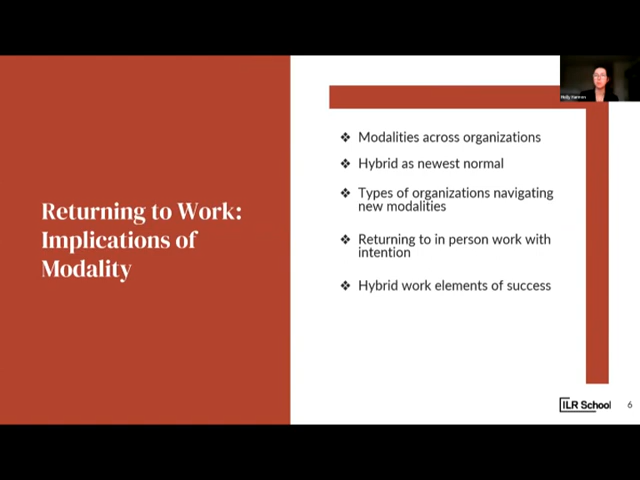 Returning to Work:
Implications of
Modality
❖ Modalities across organizations
❖ Hybrid as newest normal
❖ Types of organizations navigating
new modalities
❖ Returning to in person work with
intention
❖ Hybrid work elements of success
ILR School
6